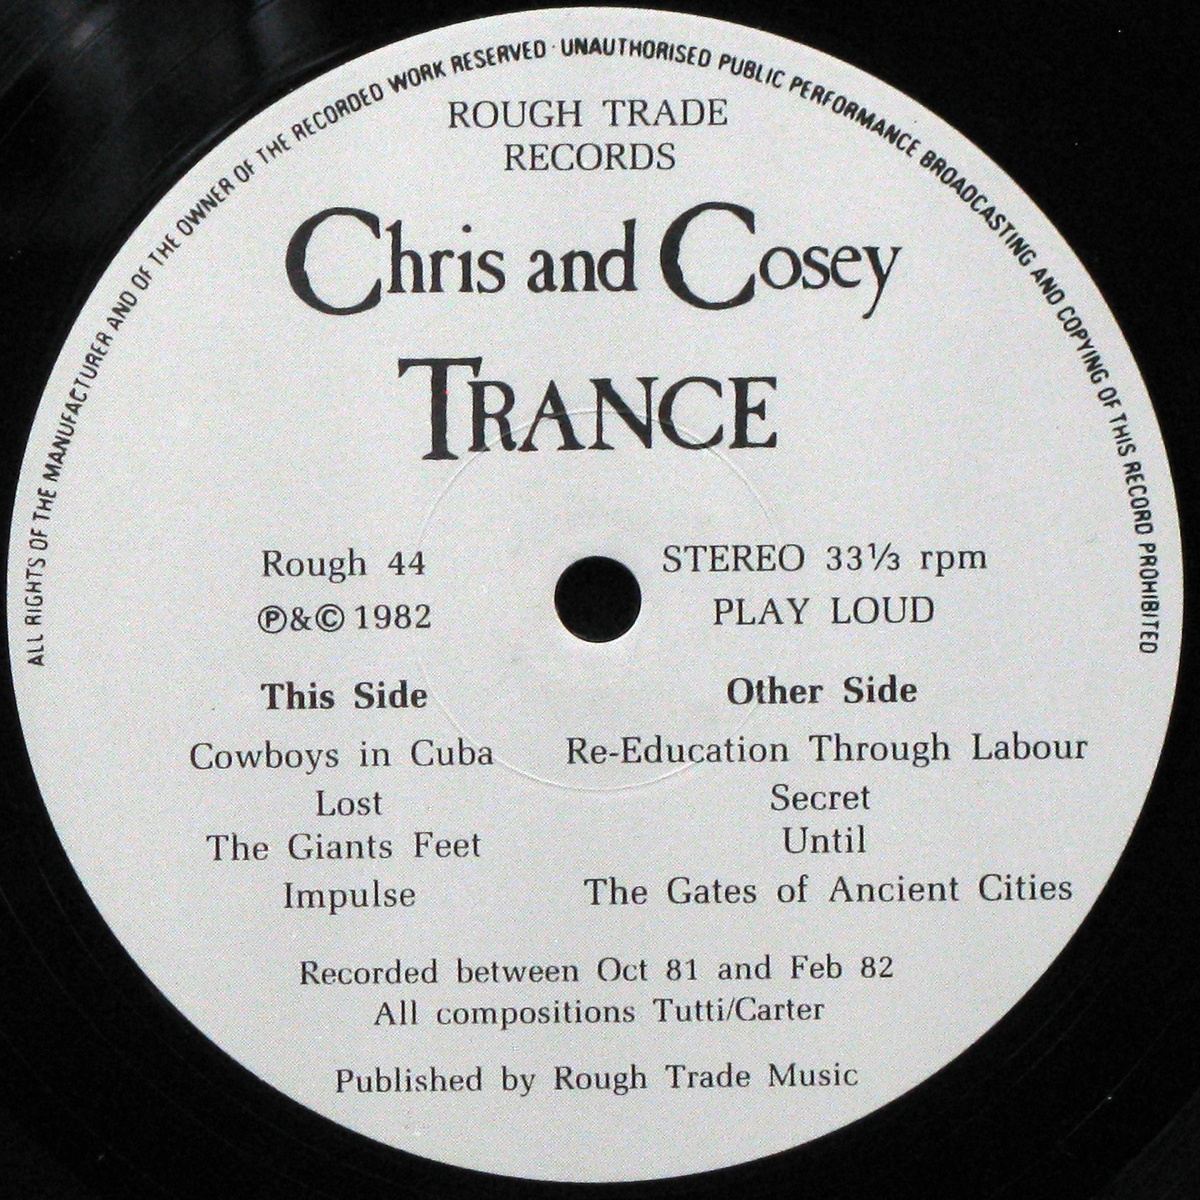 ALL RIGHTS OF THE MANUFACTURER AND OF THE OWNER OF THE RECORDED WORK RESERVED · UNAUTHORISED PUBLIC PERFORMANCE BROADCASTING AND COPYING OF THIS RECORD PROHIBITED
ROUGH TRADE
RECORDS
Chris and Cosey
TRANCE
Rough 44
℗&© 1982
STEREO 33⅓ rpm
PLAY LOUD
This Side
Cowboys in Cuba
Lost
The Giants Feet
Impulse
Other Side
Re-Education Through Labour
Secret
Until
The Gates of Ancient Cities
Recorded between Oct 81 and Feb 82
All compositions Tutti/Carter
Published by Rough Trade Music